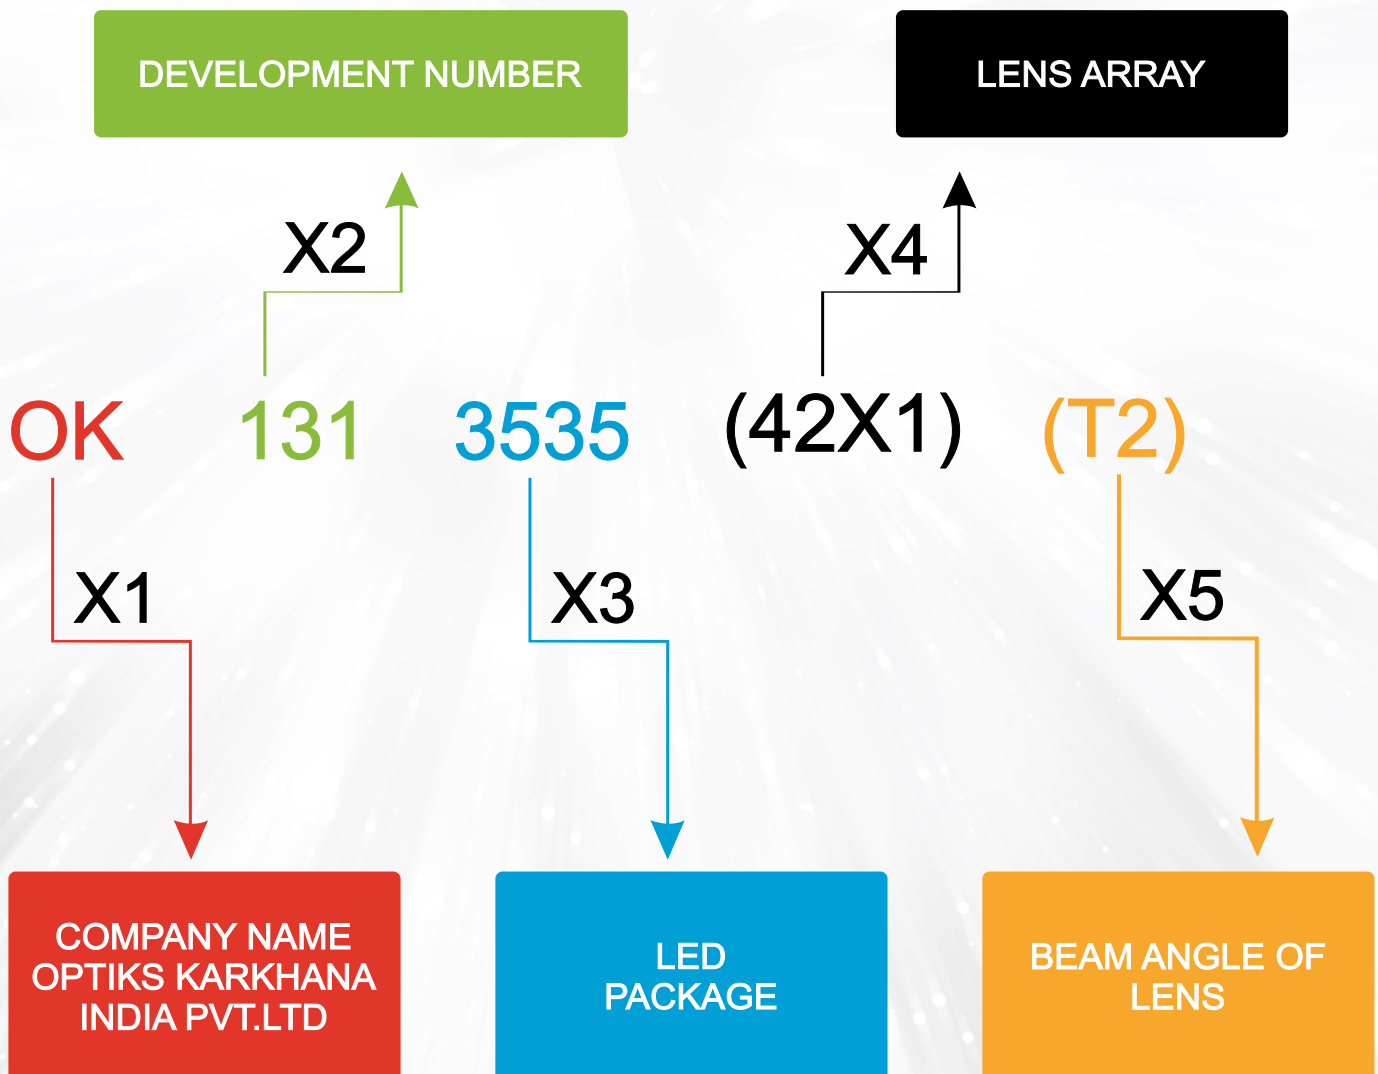 DEVELOPMENT NUMBER
LENS ARRAY
X2
X4
OK 131 3535 (42X1) (T2)
X1
X3
X5
COMPANY NAME
OPTIKS KARKHANA
INDIA PVT.LTD
LED
PACKAGE
BEAM ANGLE OF
LENS